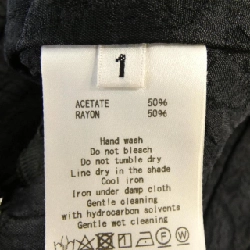 1
ACETATE 50%
RAYON 50%
Hand wash
Do not bleach
Do not tumble dry
Line dry in the shade
Cool iron
Iron under damp cloth
Gentle cleaning
with hydrocarbon solvents
Gentle wet cleaning